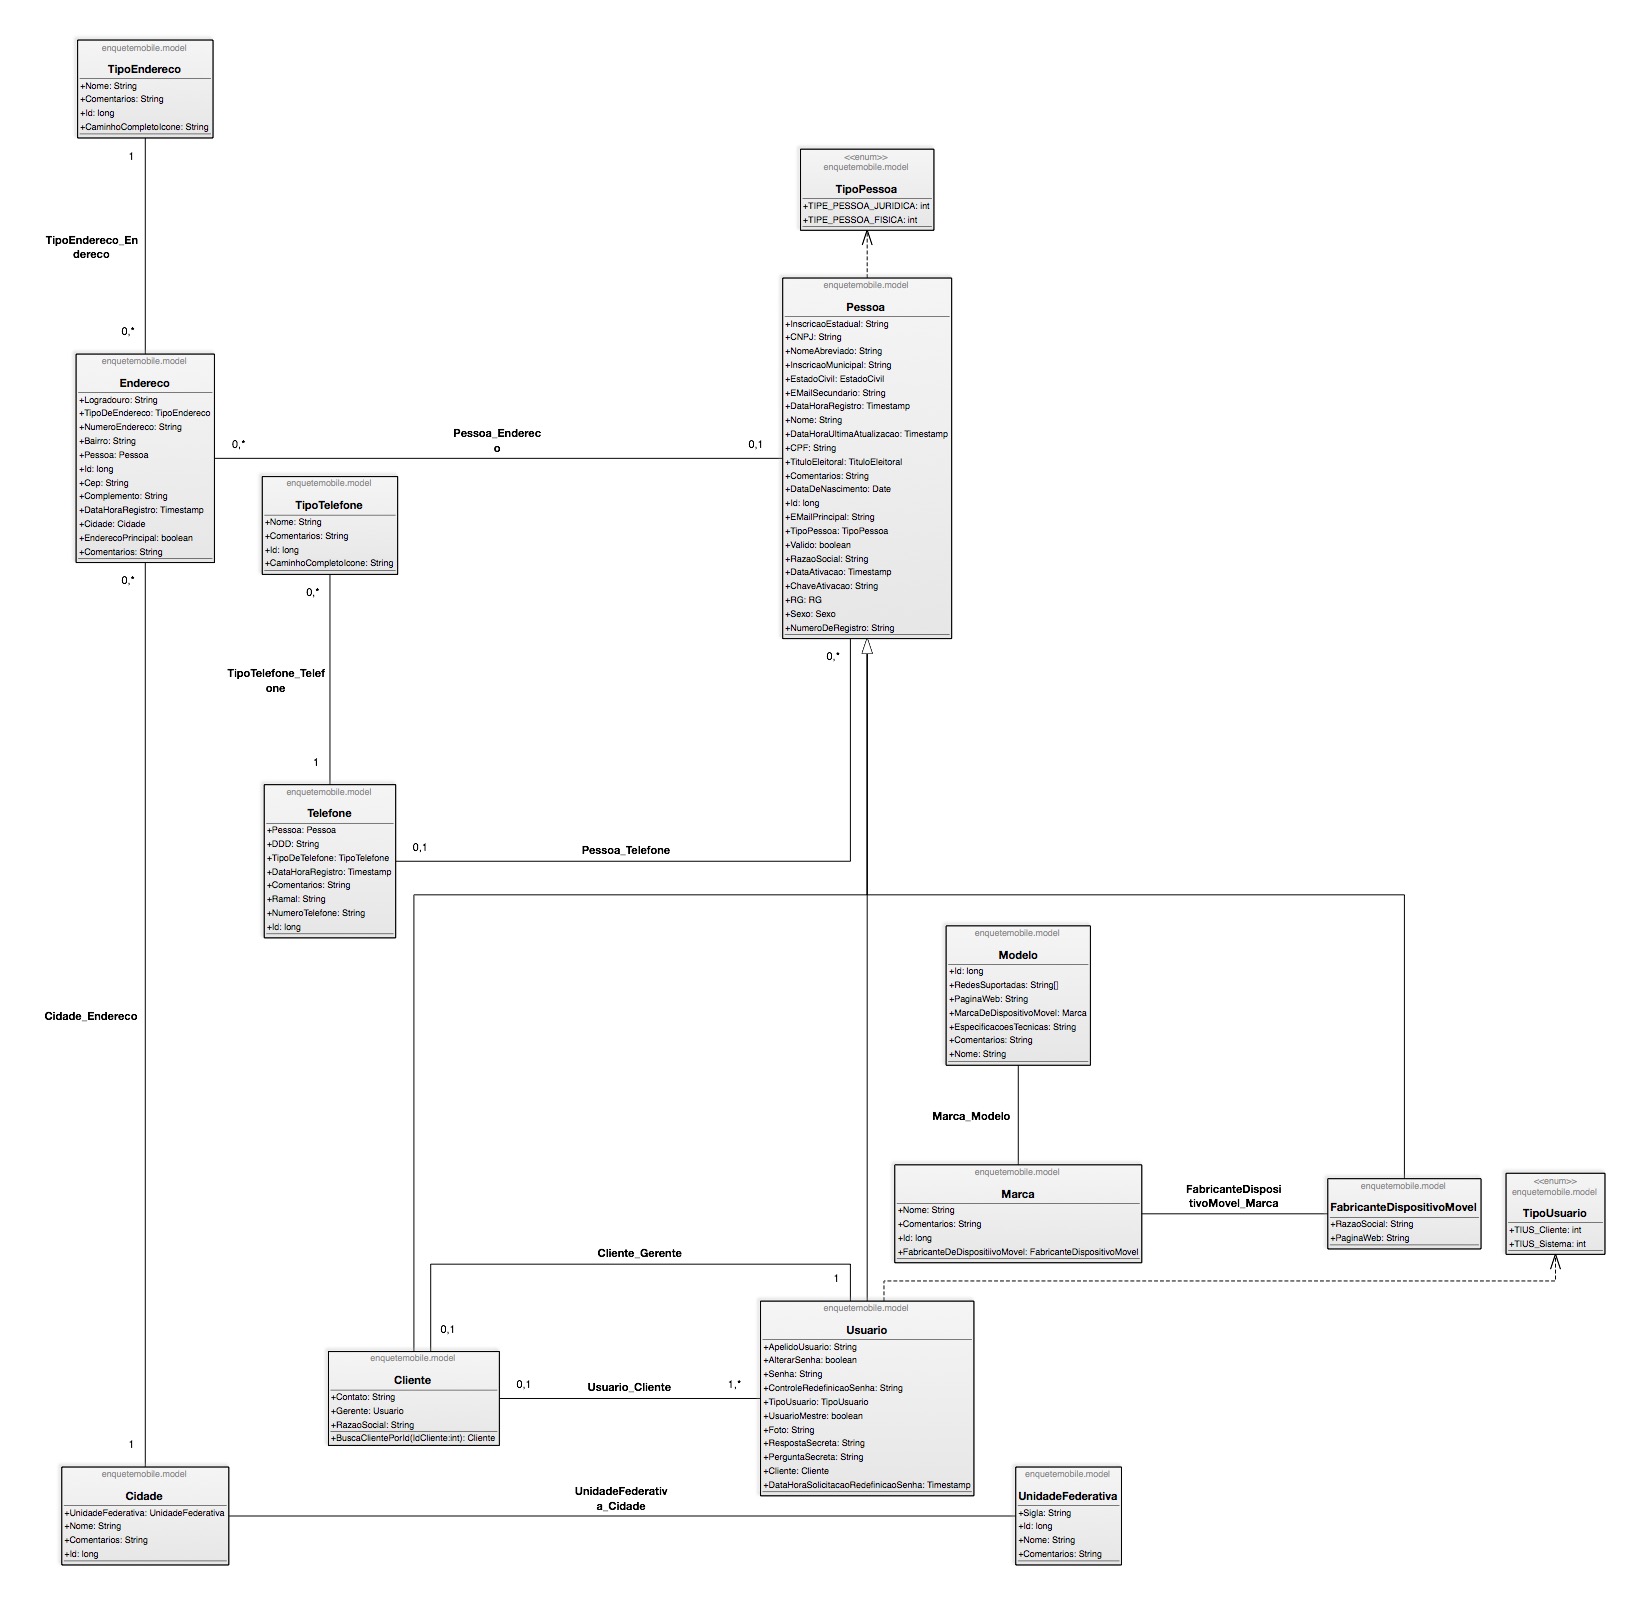 enquetemobile.model
TipoEndereco
+Nome: String
+Comentarios: String
+Id: long
+CaminhoCompletoIcone: String
1
TipoEndereco_En
dereco
0,*
<<enum>>
enquetemobile.model
TipoPessoa
+TIPE_PESSOA_JURIDICA: int
+TIPE_PESSOA_FISICA: int
enquetemobile.model
Endereco
+Logradouro: String
+TipoDeEndereco: TipoEndereco
+NumeroEndereco: String
+Bairro: String
+Pessoa: Pessoa
+Id: long
+Cep: String
+Complemento: String
+DataHoraRegistro: Timestamp
+Cidade: Cidade
+EnderecoPrincipal: boolean
+Comentarios: String
0,*
Pessoa_Enderec
o
0,1
enquetemobile.model
Pessoa
+InscricaoEstadual: String
+CNPJ: String
+NomeAbreviado: String
+InscricaoMunicipal: String
+EstadoCivil: EstadoCivil
+EMailSecundario: String
+DataHoraRegistro: Timestamp
+Nome: String
+DataHoraUltimaAtualizacao: Timestamp
+CPF: String
+TituloEleitoral: TituloEleitoral
+Comentarios: String
+DataDeNascimento: Date
+Id: long
+EMailPrincipal: String
+TipoPessoa: TipoPessoa
+Valido: boolean
+RazaoSocial: String
+DataAtivacao: Timestamp
+ChaveAtivacao: String
+RG: RG
+Sexo: Sexo
+NumeroDeRegistro: String
enquetemobile.model
TipoTelefone
+Nome: String
+Comentarios: String
+Id: long
+CaminhoCompletoIcone: String
0,*
0,*
0,*
TipoTelefone_Telef
one
1
enquetemobile.model
Telefone
+Pessoa: Pessoa
+DDD: String
+TipoDeTelefone: TipoTelefone
+DataHoraRegistro: Timestamp
+Comentarios: String
+Ramal: String
+NumeroTelefone: String
+Id: long
0,1
Pessoa_Telefone
Cidade_Endereco
enquetemobile.model
Modelo
+Id: long
+RedesSuportadas: String[]
+PaginaWeb: String
+MarcaDeDispositivoMovel: Marca
+EspecificacoesTecnicas: String
+Comentarios: String
+Nome: String
Marca_Modelo
enquetemobile.model
Marca
+Nome: String
+Comentarios: String
+Id: long
+FabricanteDeDispositiivoMovel: FabricanteDispositivoMovel
FabricanteDisposi
tivoMovel_Marca
enquetemobile.model
FabricanteDispositivoMovel
+RazaoSocial: String
+PaginaWeb: String
<<enum>>
enquetemobile.model
TipoUsuario
+TIUS_Cliente: int
+TIUS_Sistema: int
Cliente_Gerente
1
0,1
enquetemobile.model
Cliente
+Contato: String
+Gerente: Usuario
+RazaoSocial: String
+BuscaClientePorId(IdCliente:int): Cliente
0,1
Usuario_Cliente
1,*
enquetemobile.model
Usuario
+ApelidoUsuario: String
+AlterarSenha: boolean
+Senha: String
+ControleRedefinicaoSenha: String
+TipoUsuario: TipoUsuario
+UsuarioMestre: boolean
+Foto: String
+RespostaSecreta: String
+PerguntaSecreta: String
+Cliente: Cliente
+DataHoraSolicitacaoRedefinicaoSenha: Timestamp
1
enquetemobile.model
Cidade
+UnidadeFederativa: UnidadeFederativa
+Nome: String
+Comentarios: String
+Id: long
UnidadeFederativ
a_Cidade
enquetemobile.model
UnidadeFederativa
+Sigla: String
+Id: long
+Nome: String
+Comentarios: String